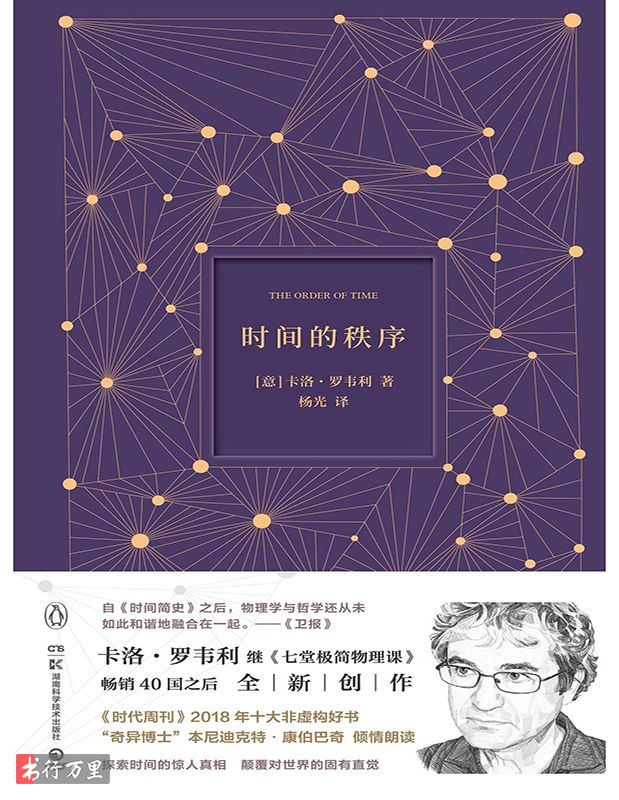 THE ORDER OF TIME
时间的秩序
[意]卡洛·罗韦利 著
杨光 译
自《时间简史》之后，物理学与哲学还从未
如此和谐地融合在一起。——《卫报》
卡洛·罗韦利 继《七堂极简物理课》
畅销 40 国之后 全|新|创|作
《时代周刊》2018 年十大非虚构好书
“奇异博士”本尼迪克特·康伯巴奇 倾情朗读
探索时间的惊人真相 颠覆对世界的固有直觉
湖南科学技术出版社
书行万里